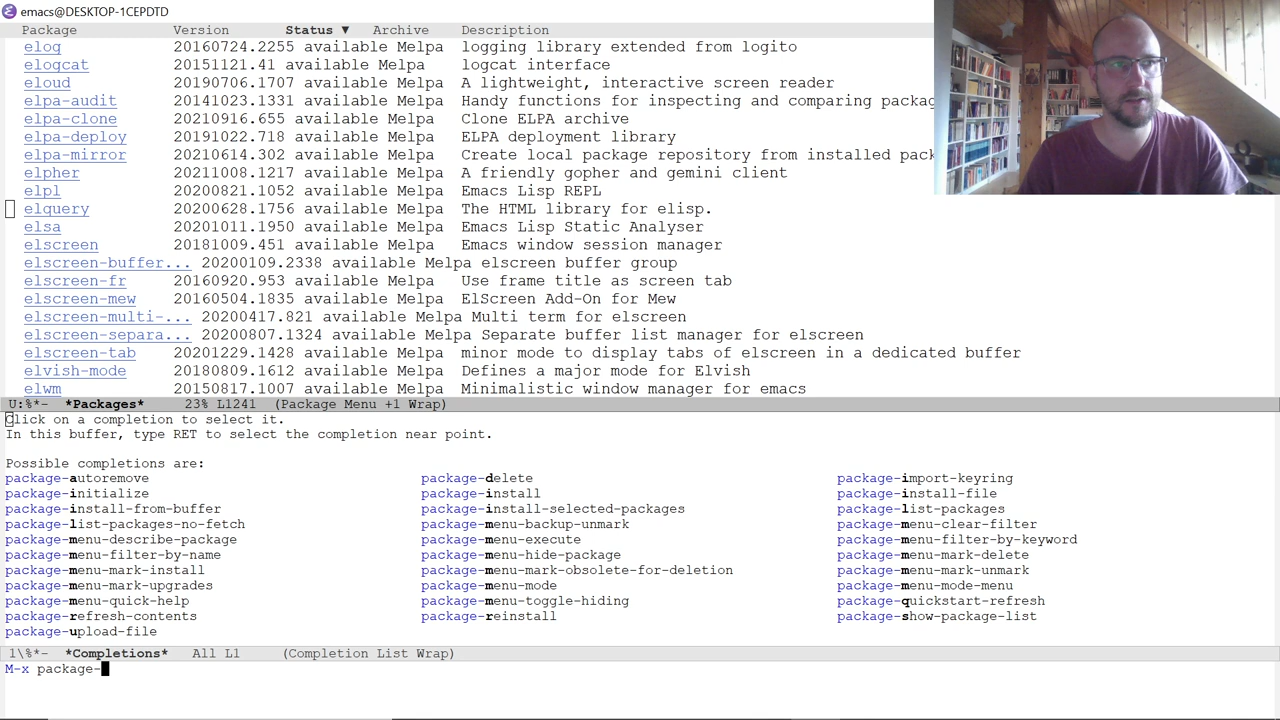 emacs@DESKTOP-1CEPDTD
Package Version Status ▼ Archive Description
elog 20160724.2255 available Melpa logging library extended from logito
elogcat 20151121.41 available Melpa logcat interface
eloud 20190706.1707 available Melpa A lightweight, interactive screen reader
elpa-audit 20141023.1331 available Melpa Handy functions for inspecting and comparing packag
elpa-clone 20210916.655 available Melpa Clone ELPA archive
elpa-deploy 20191022.718 available Melpa ELPA deployment library
elpa-mirror 20210614.302 available Melpa Create local package repository from installed pack
elpher 20211008.1217 available Melpa A friendly gopher and gemini client
elpl 20200821.1052 available Melpa Emacs Lisp REPL
elquery 20200628.1756 available Melpa The HTML library for elisp.
elsa 20201011.1950 available Melpa Emacs Lisp Static Analyser
elscreen 20181009.451 available Melpa Emacs window session manager
elscreen-buffer... 20200109.2338 available Melpa elscreen buffer group
elscreen-fr 20160920.953 available Melpa Use frame title as screen tab
elscreen-mew 20160504.1835 available Melpa ElScreen Add-On for Mew
elscreen-multi-... 20200417.821 available Melpa Multi term for elscreen
elscreen-separa... 20200807.1324 available Melpa Separate buffer list manager for elscreen
elscreen-tab 20201229.1428 available Melpa minor mode to display tabs of elscreen in a dedicated buffer
elvish-mode 20180809.1612 available Melpa Defines a major mode for Elvish
elwm 20150817.1007 available Melpa Minimalistic window manager for emacs
U:%*- *Packages* 23% L1241 (Package Menu +1 Wrap)
Click on a completion to select it.
In this buffer, type RET to select the completion near point.
Possible completions are:
package-autoremove package-delete package-import-keyring
package-initialize package-install package-install-file
package-install-from-buffer package-install-selected-packages package-list-packages
package-list-packages-no-fetch package-menu-backup-unmark package-menu-clear-filter
package-menu-describe-package package-menu-execute package-menu-filter-by-keyword
package-menu-filter-by-name package-menu-hide-package package-menu-mark-delete
package-menu-mark-install package-menu-mark-obsolete-for-deletion package-menu-mark-unmark
package-menu-mark-upgrades package-menu-mode package-menu-mode-menu
package-menu-quick-help package-menu-toggle-hiding package-quickstart-refresh
package-refresh-contents package-reinstall package-show-package-list
package-upload-file
1\%*- *Completions* All L1 (Completion List Wrap)
M-x package-